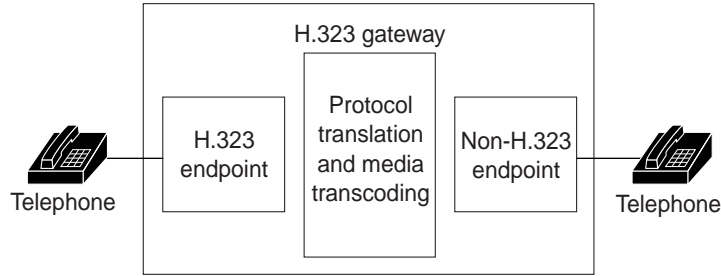 H.323 gateway
Protocol
translation
and media
transcoding
H.323
endpoint
Non-H.323
endpoint
Telephone
Telephone